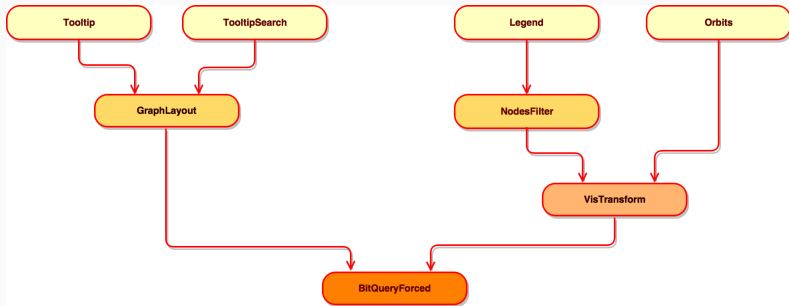 Tooltip
TooltipSearch
Legend
Orbits
GraphLayout
NodesFilter
VisTransform
BitQueryForced